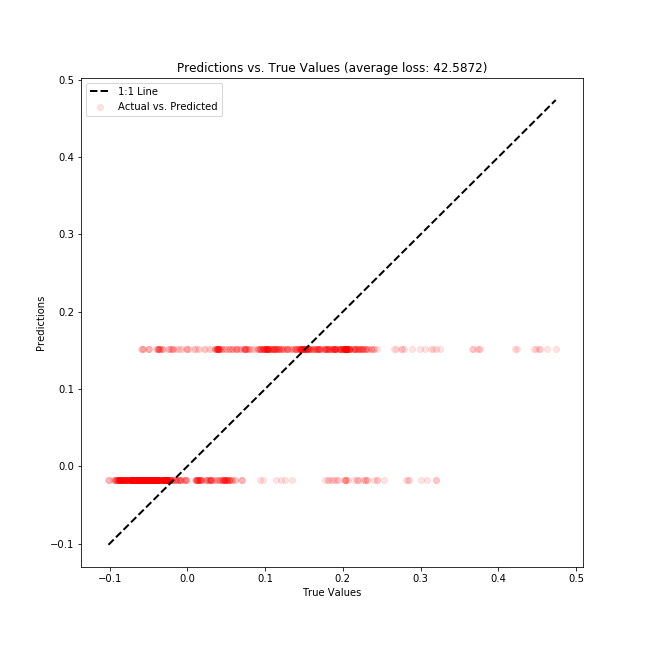 Predictions vs. True Values (average loss: 42.5872)
1:1 Line
Actual vs. Predicted
0.5
0.4
0.3
0.2
0.1
0.0
−0.1
Predictions
−0.1 0.0 0.1 0.2 0.3 0.4 0.5
True Values